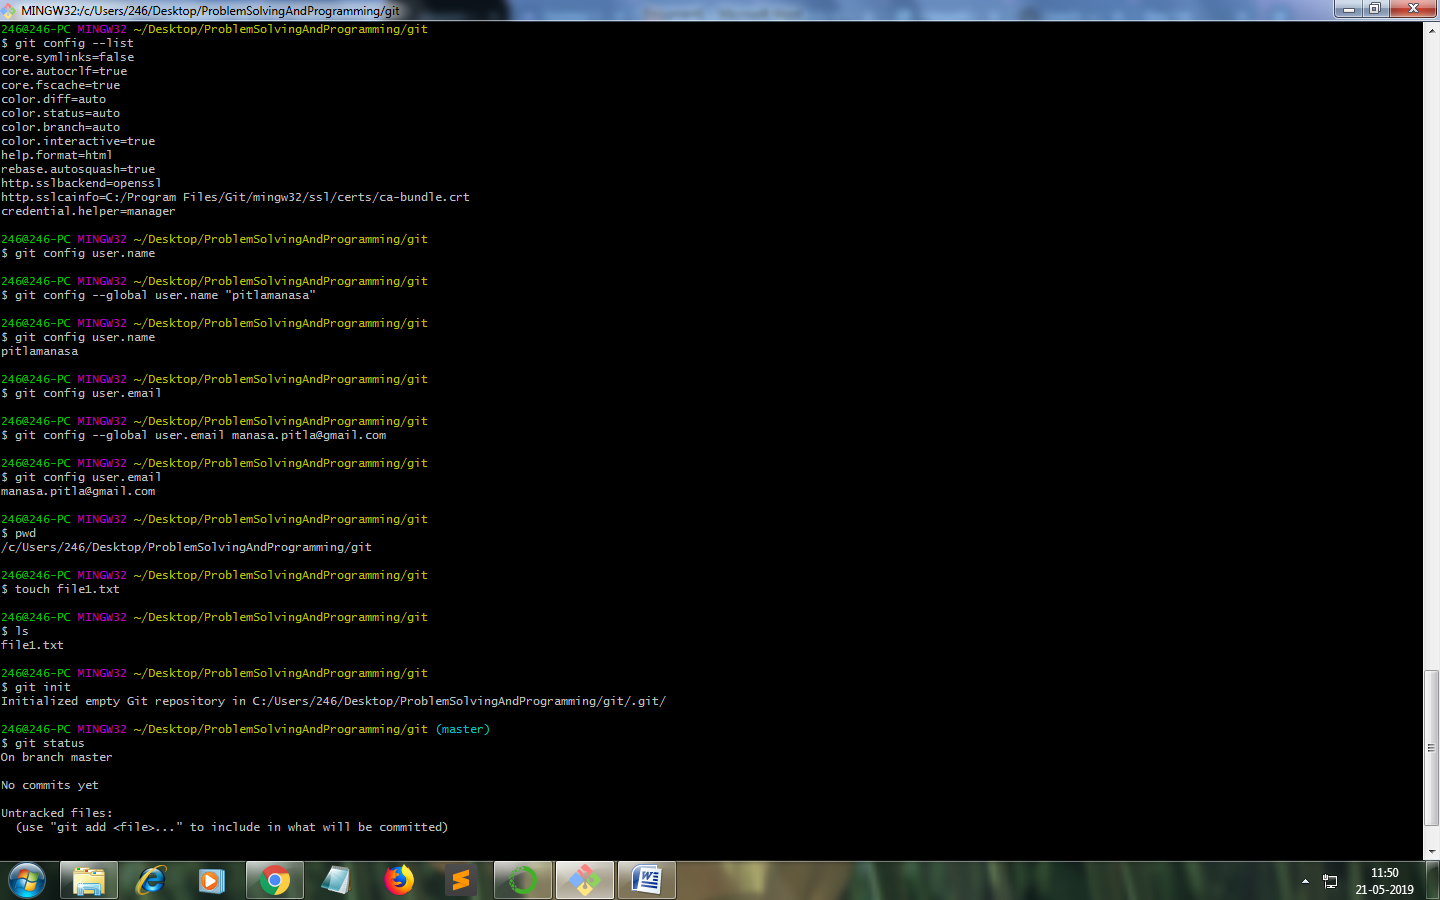 MINGW32:/c/Users/246/Desktop/ProblemSolvingAndProgramming/git
246@246-PC MINGW32 ~/Desktop/ProblemSolvingAndProgramming/git
$ git config --list
core.symlinks=false
core.autocrlf=true
core.fscache=true
color.diff=auto
color.status=auto
color.branch=auto
color.interactive=true
help.format=html
rebase.autosquash=true
http.sslbackend=openssl
http.sslcainfo=C:/Program Files/Git/mingw32/ssl/certs/ca-bundle.crt
credential.helper=manager
246@246-PC MINGW32 ~/Desktop/ProblemSolvingAndProgramming/git
$ git config user.name
246@246-PC MINGW32 ~/Desktop/ProblemSolvingAndProgramming/git
$ git config --global user.name "pitlamanasa"
246@246-PC MINGW32 ~/Desktop/ProblemSolvingAndProgramming/git
$ git config user.name
pitlamanasa
246@246-PC MINGW32 ~/Desktop/ProblemSolvingAndProgramming/git
$ git config user.email
246@246-PC MINGW32 ~/Desktop/ProblemSolvingAndProgramming/git
$ git config --global user.email manasa.pitla@gmail.com
246@246-PC MINGW32 ~/Desktop/ProblemSolvingAndProgramming/git
$ git config user.email
manasa.pitla@gmail.com
246@246-PC MINGW32 ~/Desktop/ProblemSolvingAndProgramming/git
$ pwd
/c/Users/246/Desktop/ProblemSolvingAndProgramming/git
246@246-PC MINGW32 ~/Desktop/ProblemSolvingAndProgramming/git
$ touch file1.txt
246@246-PC MINGW32 ~/Desktop/ProblemSolvingAndProgramming/git
$ ls
file1.txt
246@246-PC MINGW32 ~/Desktop/ProblemSolvingAndProgramming/git
$ git init
Initialized empty Git repository in C:/Users/246/Desktop/ProblemSolvingAndProgramming/git/.git/
246@246-PC MINGW32 ~/Desktop/ProblemSolvingAndProgramming/git (master)
$ git status
On branch master
No commits yet
Untracked files:
(use "git add <file>..." to include in what will be committed)
11:50
21-05-2019